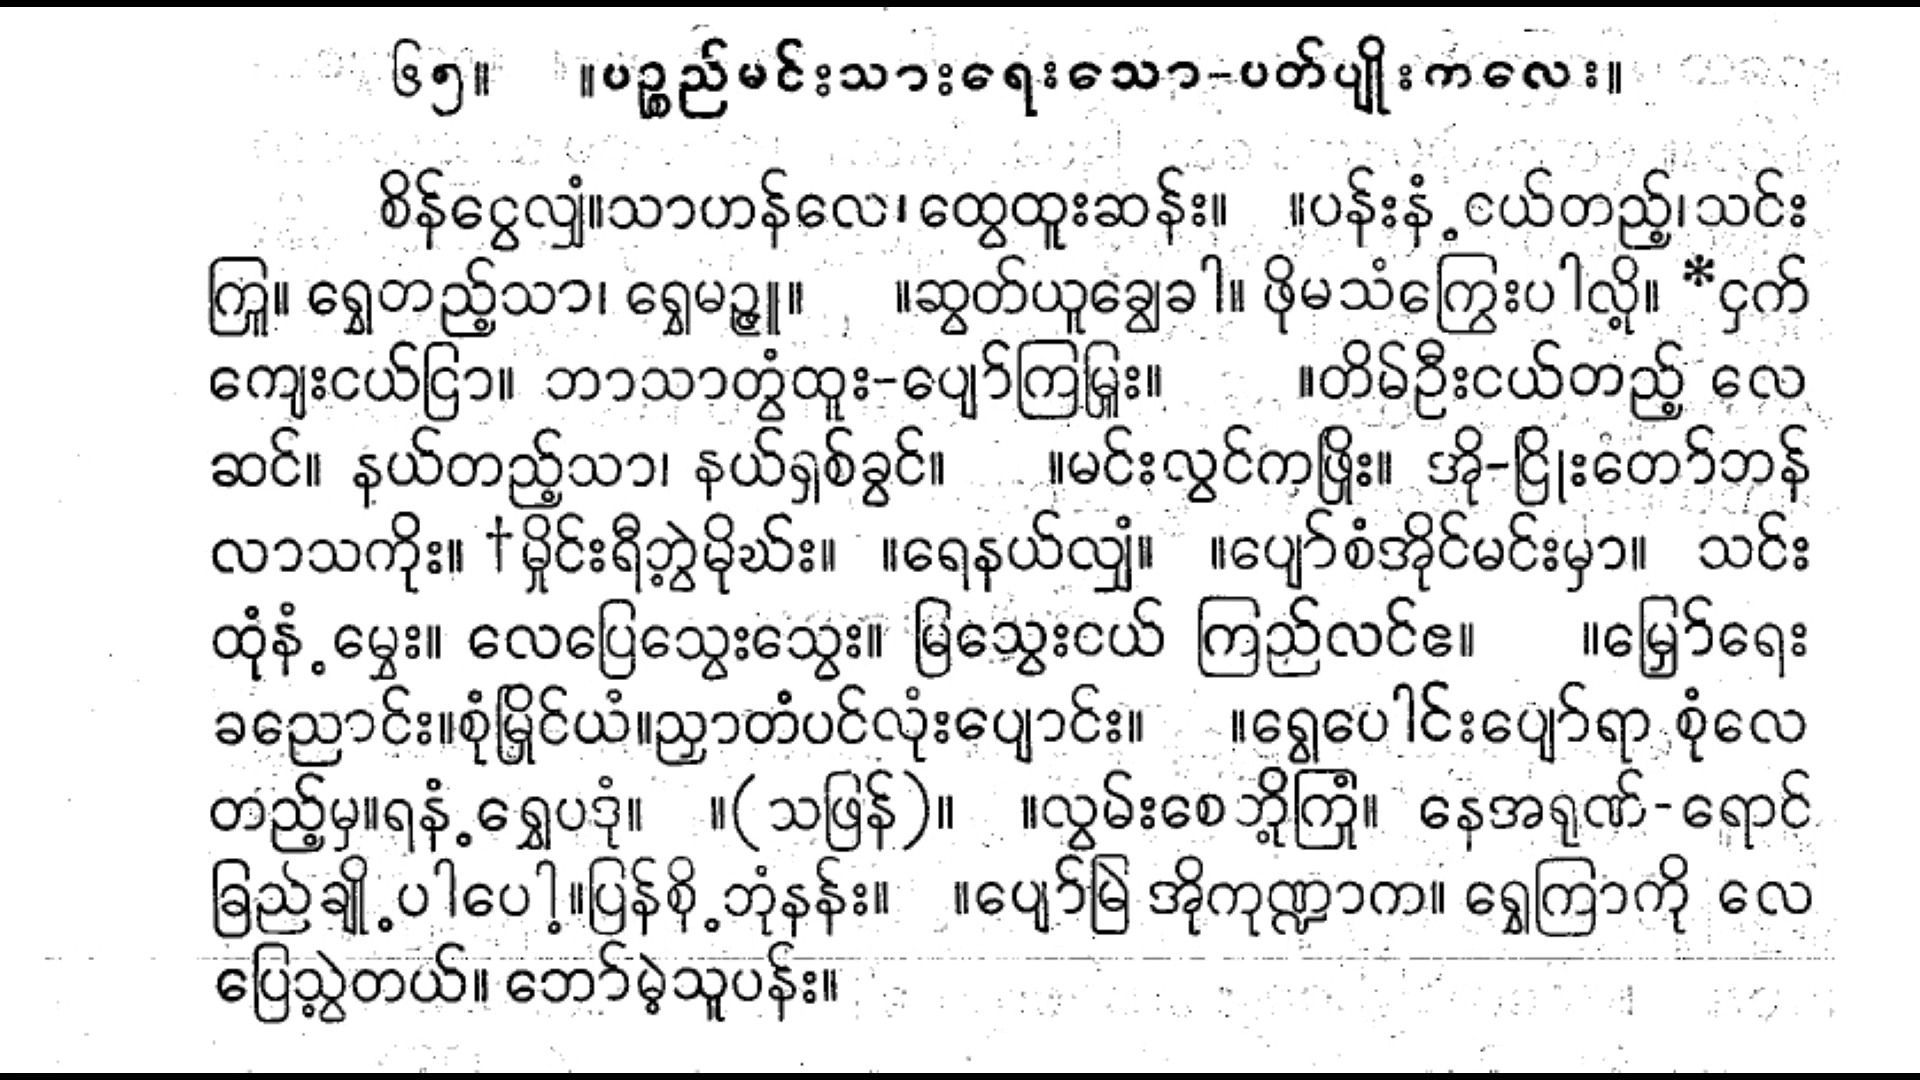 ၆၅။ ။ပဉ္စည်မင်းသားရေးသော-ပတ်ပျိုးကလေး။
စိန်ငွေလျှံ။သာဟန်လေ၊ထွေထူးဆန်း။ ။ပန်းနံ့ငယ်တည့်၊သင်း
ကြူ။ ရွှေတည့်သာ၊ ရွှေမဉ္ဇူ။ ။ဆွတ်ယူချွေခါ။ ဖိုမသံကြွေးပါလို့။ *ငှက်
ကျေးငယ်ငြာ။ ဘာသာတွံထူး-ပျော်ကြမြူး။ ။တိမ်ဦးငယ်တည့် လေ
ဆင်။ နယ်တည့်သာ၊ နယ်ရှစ်ခွင်။ ။မင်းလွင်ကဖြိုး။ အို-ငြိုးတော်ဘန်
လာသကိုး။ †မှိုင်းရီဘွဲ့မိုဃ်း။ ။ရေနယ်လျှံ။ ။ပျော်စံအိုင်မင်းမှာ။ သင်း
ထုံနံ့မွှေး။ လေပြေသွေးသွေး။ မြသွေးငယ် ကြည်လင်ဧ။ ။မြှော်ရေး
ခညောင်း။စုံမြိုင်ယံ။ညှာတံပင်လုံးပျောင်း။ ။ရွှေပေါင်းပျော်ရာ စုံလေ
တည့်မှ။ရနံ့ရွှေပဒုံ။ ။(သဖြန်)။ ။လွမ်းစေဘို့ကြုံ။ နေအရုဏ်-ရောင်
ခြည်ချို့ပါပေါ့။ပြန်စို့ဘုံနန်း။ ။ပျော်မြဲ အိုကုဏ္ဍာက။ ရွှေကြာကို လေ
ပြေသွဲ့တယ်။ ဘော်မဲ့သူပန်း။